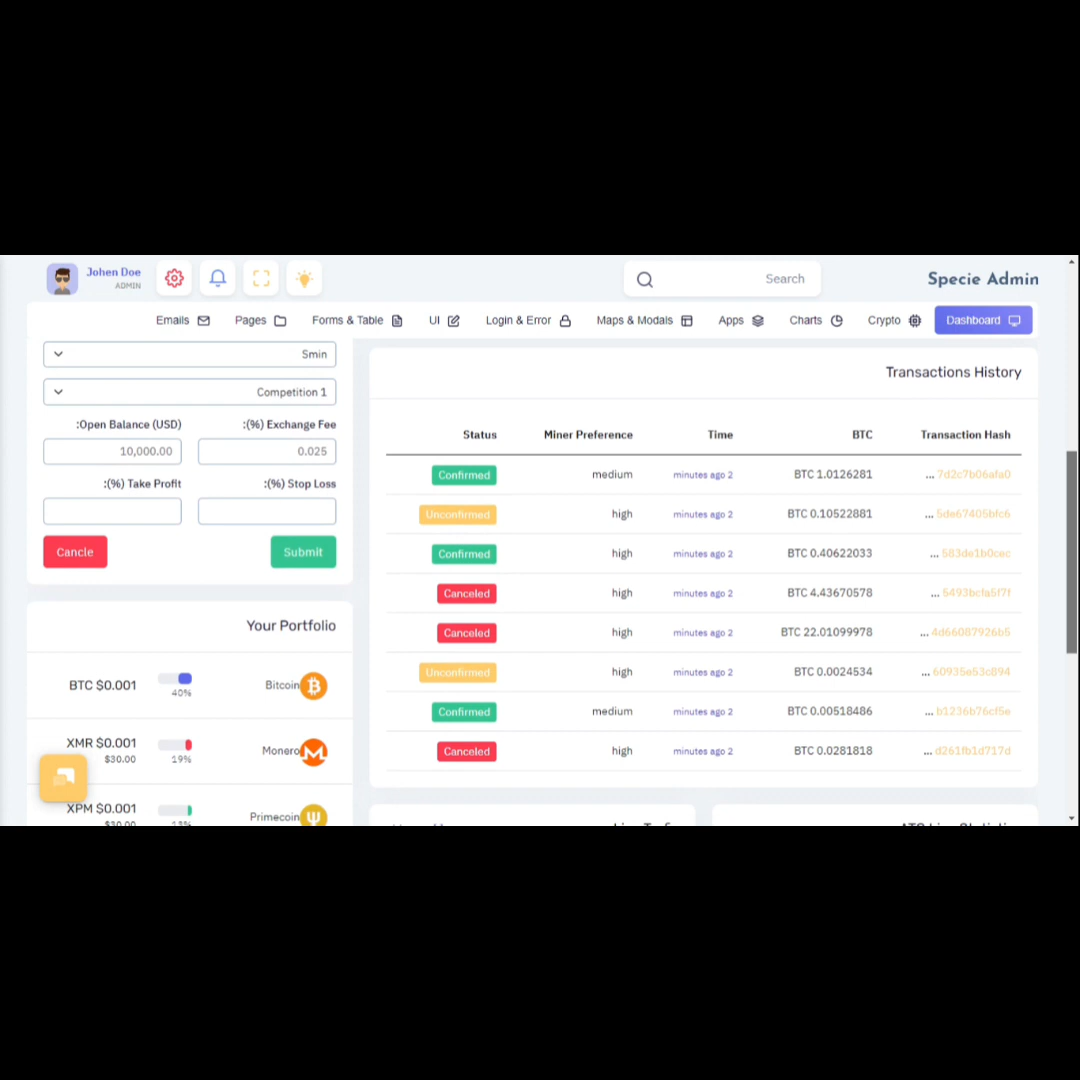 Johen Doe
ADMIN
Search
Specie Admin
Emails Pages Forms & Table UI Login & Error Maps & Modals Apps Charts Crypto Dashboard
5min
Competition 1
:Open Balance (USD) :(%) Exchange Fee
10,000.00 0.025
:(%) Take Profit :(%) Stop Loss
Cancle Submit
Your Portfolio
BTC $0.001 40% Bitcoin
XMR $0.001 Monero
$30.00 19%
XPM $0.001 Primecoin
$30.00 13%
Transactions History
Status Miner Preference Time BTC Transaction Hash
Confirmed medium minutes ago 2 BTC 1.0126281 ... 7d2c7b06afa0
Unconfirmed high minutes ago 2 BTC 0.10522881 ... 5de67405bfc6
Confirmed high minutes ago 2 BTC 0.40622033 ... 583de1b0cec
Canceled high minutes ago 2 BTC 4.43670578 ... 5493bcfa5f7f
Canceled high minutes ago 2 BTC 22.01099978 ... 4d66087926b5
Unconfirmed high minutes ago 2 BTC 0.0024534 ... 60935e53c894
Confirmed medium minutes ago 2 BTC 0.00518486 ... b1236b76cf5e
Canceled high minutes ago 2 BTC 0.0281818 ... d261fb1d717d